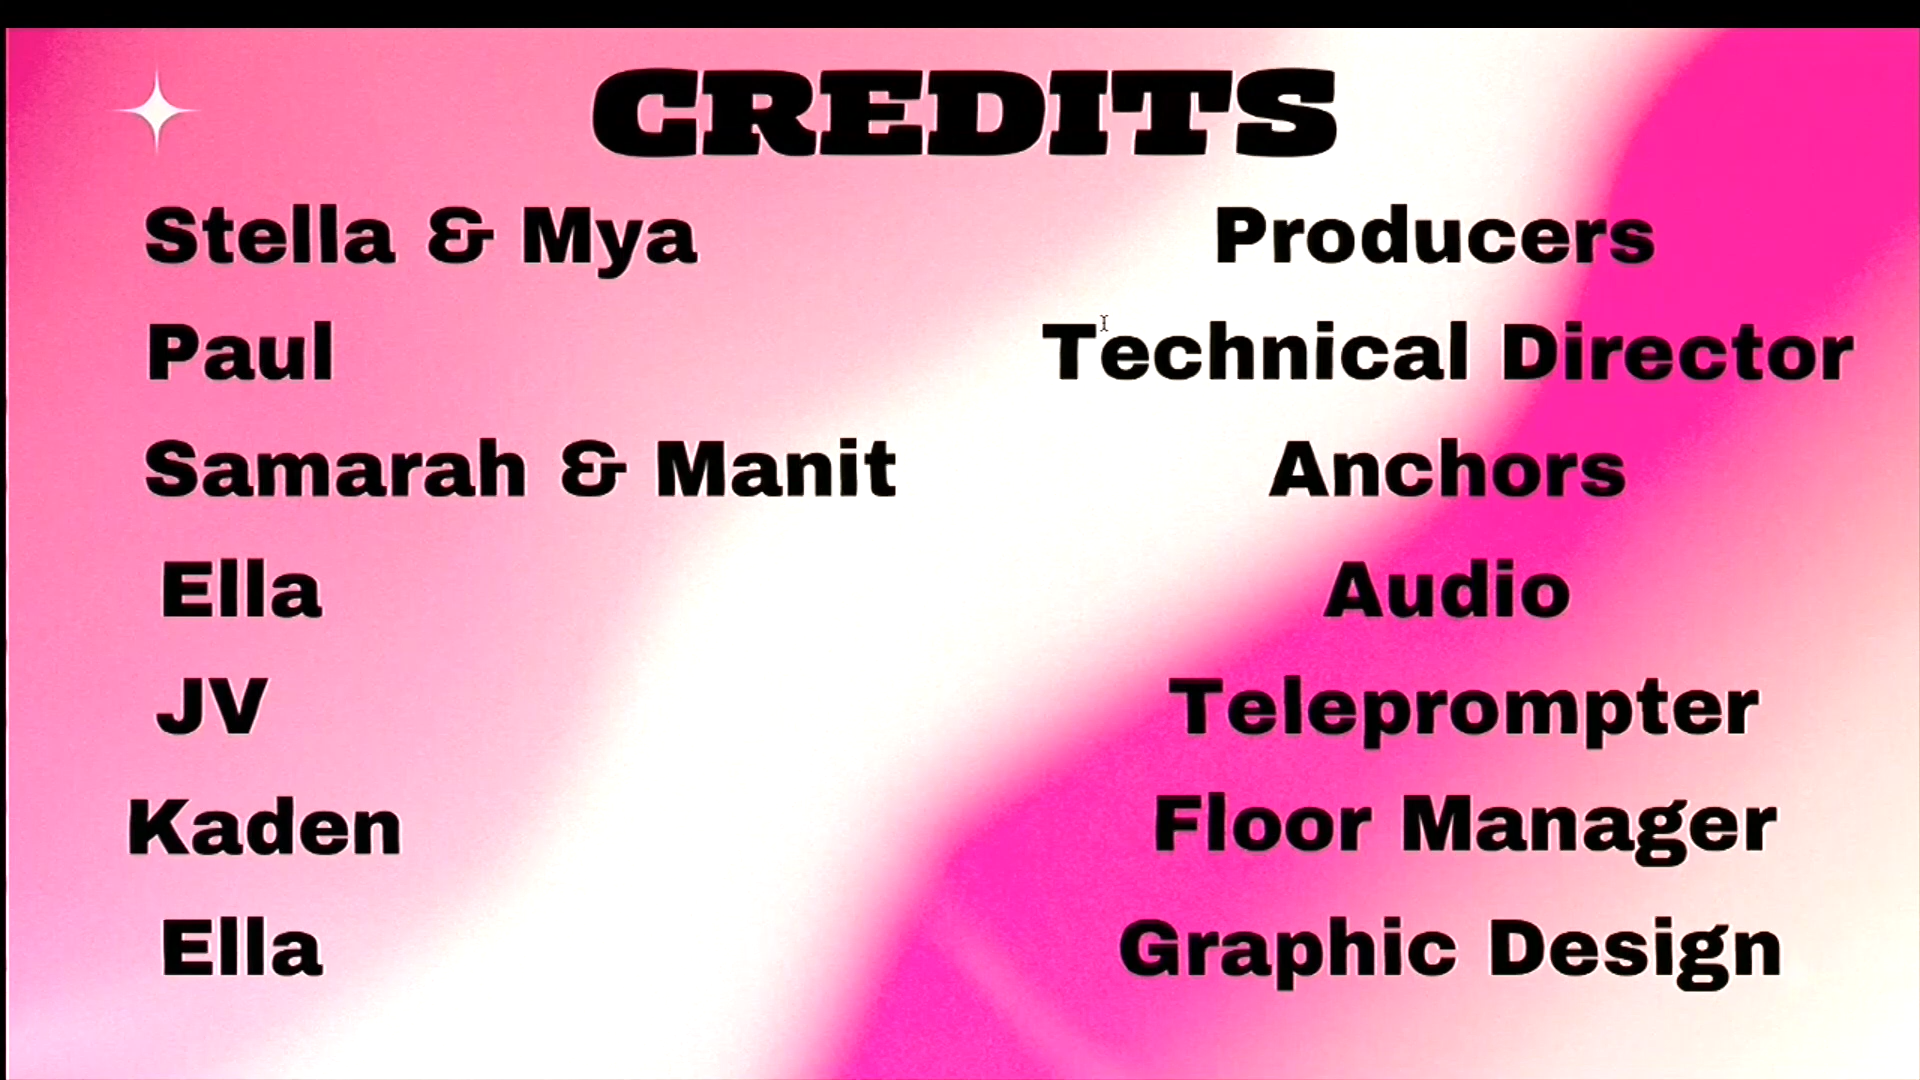 CREDITS
Stella & Mya Producers
Paul Technical Director
Samarah & Manit Anchors
Ella Audio
JV Teleprompter
Kaden Floor Manager
Ella Graphic Design